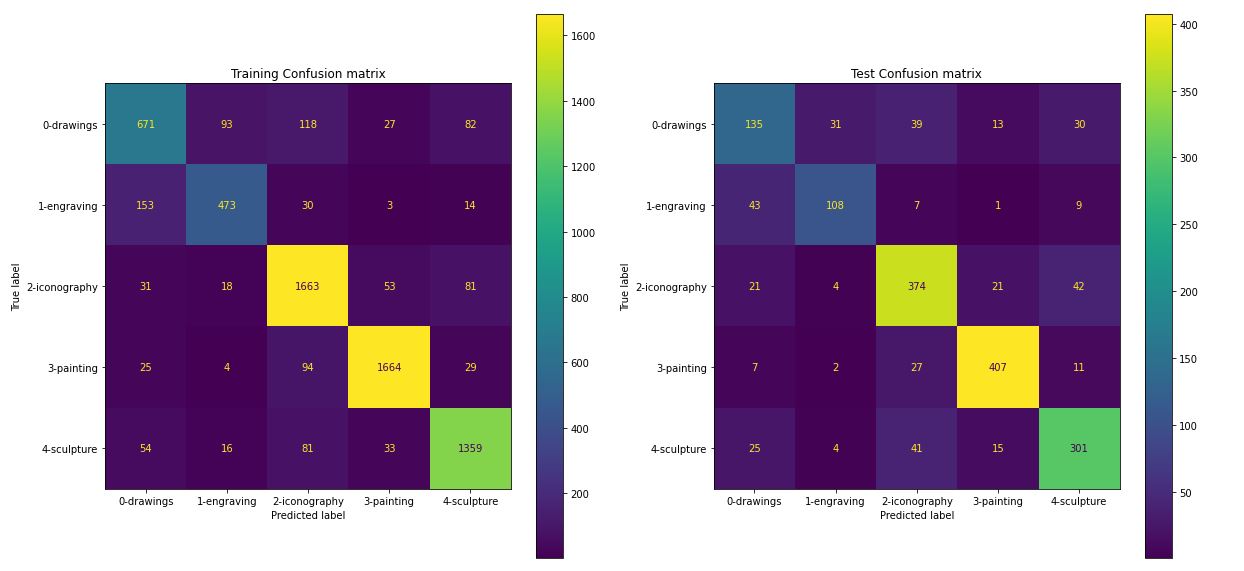 Training Confusion matrix
True label
0-drawings 671 93 118 27 82
1-engraving 153 473 30 3 14
2-iconography 31 18 1663 53 81
3-painting 25 4 94 1664 29
4-sculpture 54 16 81 33 1359
0-drawings 1-engraving 2-iconography 3-painting 4-sculpture
Predicted label
1600
1400
1200
1000
800
600
400
200
Test Confusion matrix
True label
0-drawings 135 31 39 13 30
1-engraving 43 108 7 1 9
2-iconography 21 4 374 21 42
3-painting 7 2 27 407 11
4-sculpture 25 4 41 15 301
0-drawings 1-engraving 2-iconography 3-painting 4-sculpture
Predicted label
400
350
300
250
200
150
100
50